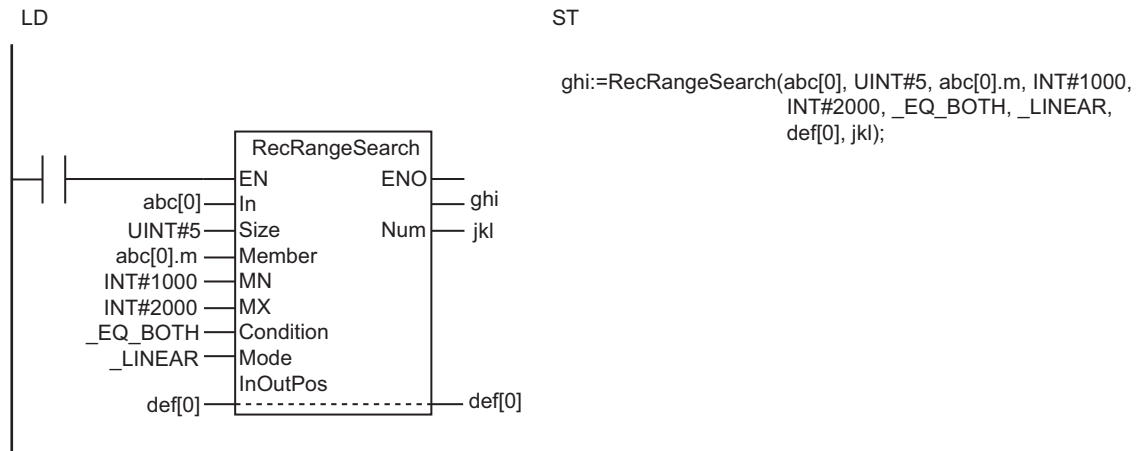 LD
ST
ghi:=RecRangeSearch(abc[0], UINT#5, abc[0].m, INT#1000,
INT#2000, _EQ_BOTH, _LINEAR,
def[0], jkl);
RecRangeSearch
EN ENO
abc[0] In ghi
UINT#5 Size Num jkl
abc[0].m Member
INT#1000 MN
INT#2000 MX
_EQ_BOTH Condition
_LINEAR Mode
InOutPos
def[0] def[0]